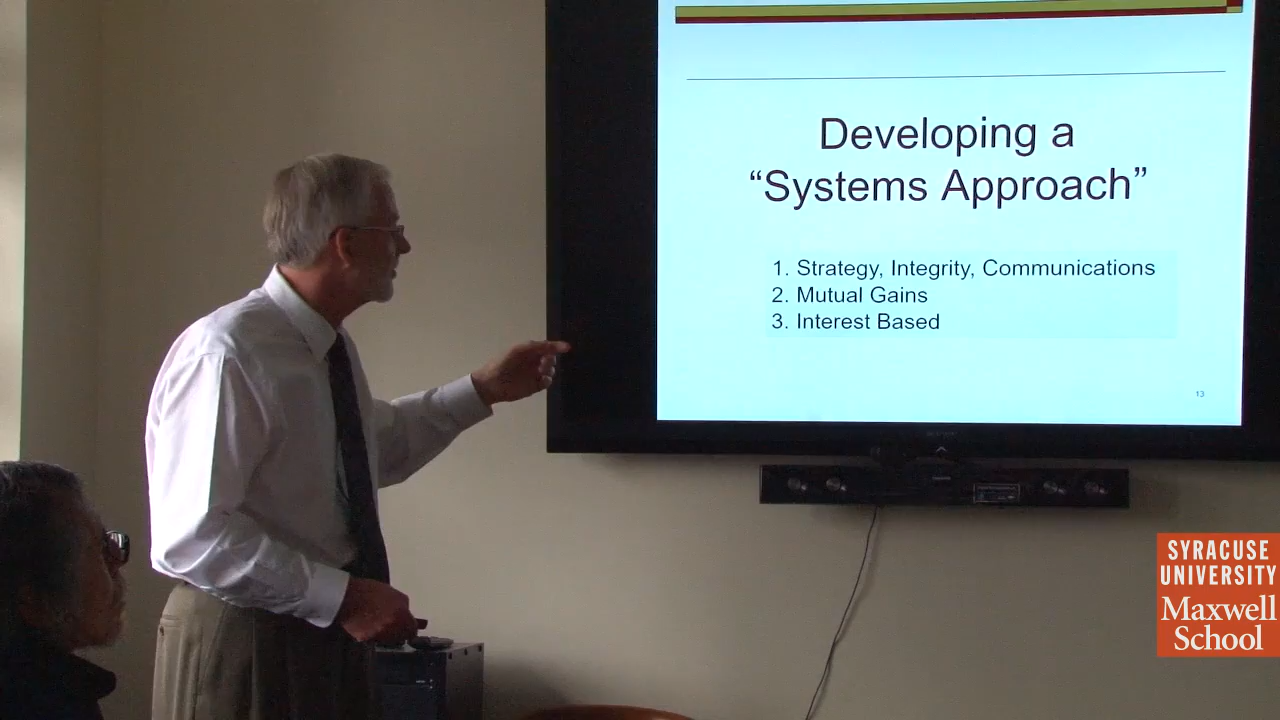 Developing a
“Systems Approach”
1. Strategy, Integrity, Communications
2. Mutual Gains
3. Interest Based
13
SYRACUSE
UNIVERSITY
Maxwell
School